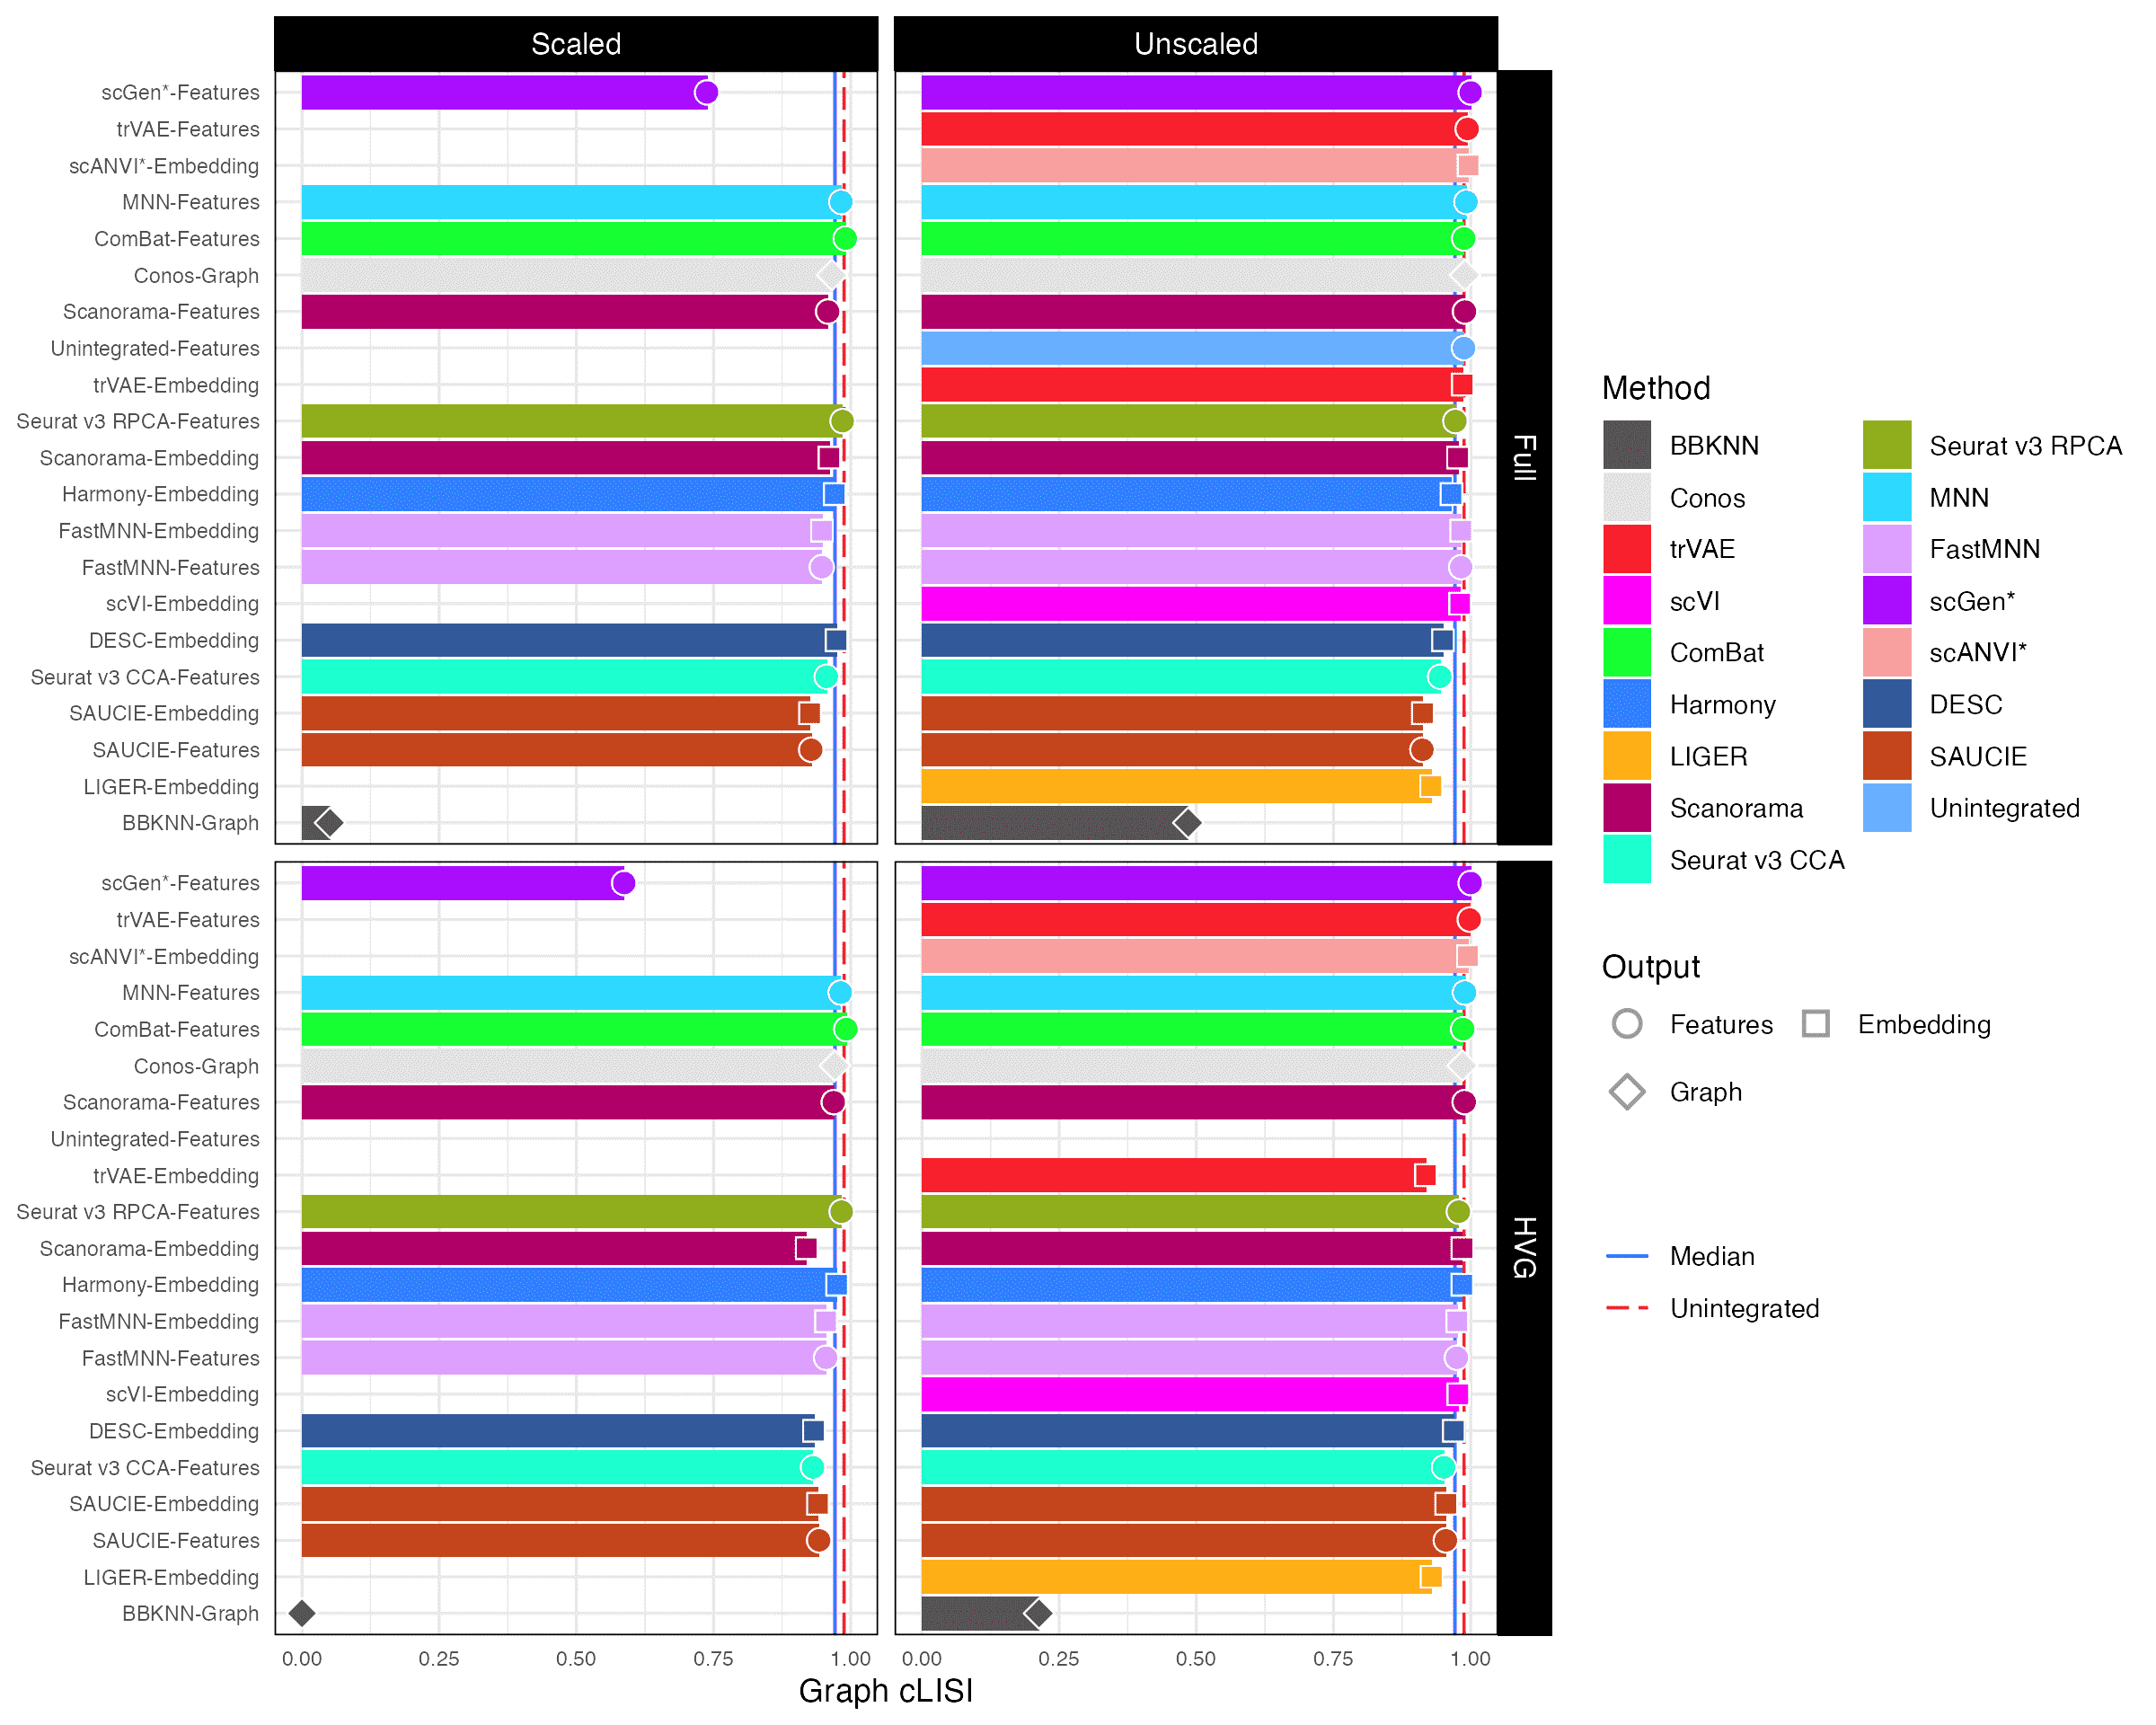 Scaled
Unscaled
scGen*-Features
trVAE-Features
scANVI*-Embedding
MNN-Features
ComBat-Features
Conos-Graph
Scanorama-Features
Unintegrated-Features
trVAE-Embedding
Seurat v3 RPCA-Features
Scanorama-Embedding
Harmony-Embedding
FastMNN-Embedding
FastMNN-Features
scVI-Embedding
DESC-Embedding
Seurat v3 CCA-Features
SAUCIE-Embedding
SAUCIE-Features
LIGER-Embedding
BBKNN-Graph
Full
scGen*-Features
trVAE-Features
scANVI*-Embedding
MNN-Features
ComBat-Features
Conos-Graph
Scanorama-Features
Unintegrated-Features
trVAE-Embedding
Seurat v3 RPCA-Features
Scanorama-Embedding
Harmony-Embedding
FastMNN-Embedding
FastMNN-Features
scVI-Embedding
DESC-Embedding
Seurat v3 CCA-Features
SAUCIE-Embedding
SAUCIE-Features
LIGER-Embedding
BBKNN-Graph
HVG
0.00 0.25 0.50 0.75 1.00 0.00 0.25 0.50 0.75 1.00
Graph cLISI
Method
BBKNN
Conos
trVAE
scVI
ComBat
Harmony
LIGER
Scanorama
Seurat v3 CCA
Seurat v3 RPCA
MNN
FastMNN
scGen*
scANVI*
DESC
SAUCIE
Unintegrated
Output
Features
Embedding
Graph
Median
Unintegrated